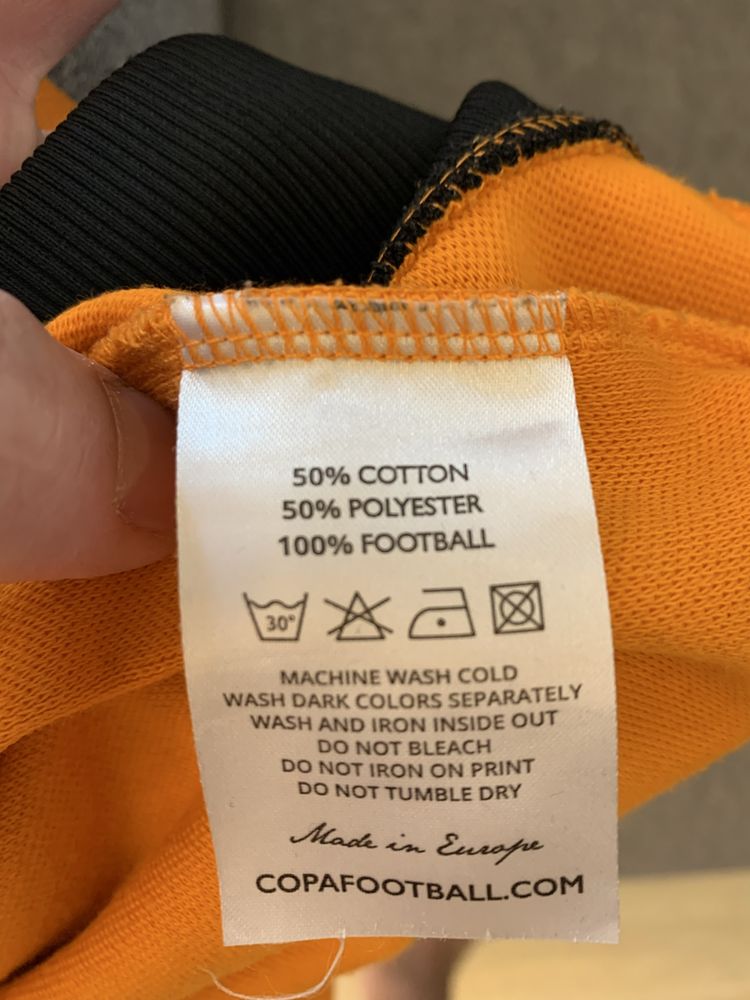 50% COTTON
50% POLYESTER
100% FOOTBALL
30°
MACHINE WASH COLD
WASH DARK COLORS SEPARATELY
WASH AND IRON INSIDE OUT
DO NOT BLEACH
DO NOT IRON ON PRINT
DO NOT TUMBLE DRY
Made in Europe
COPAFOOTBALL.COM